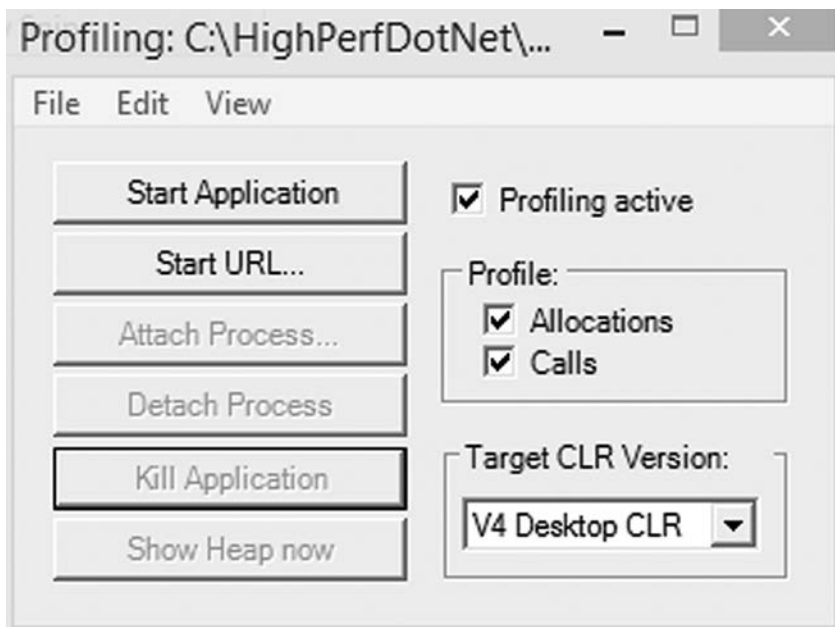 Profiling: C:\HighPerfDotNet\...
File Edit View
Start Application
Start URL...
Attach Process...
Detach Process
Kill Application
Show Heap now
Profiling active
Profile:
Allocations
Calls
Target CLR Version:
V4 Desktop CLR